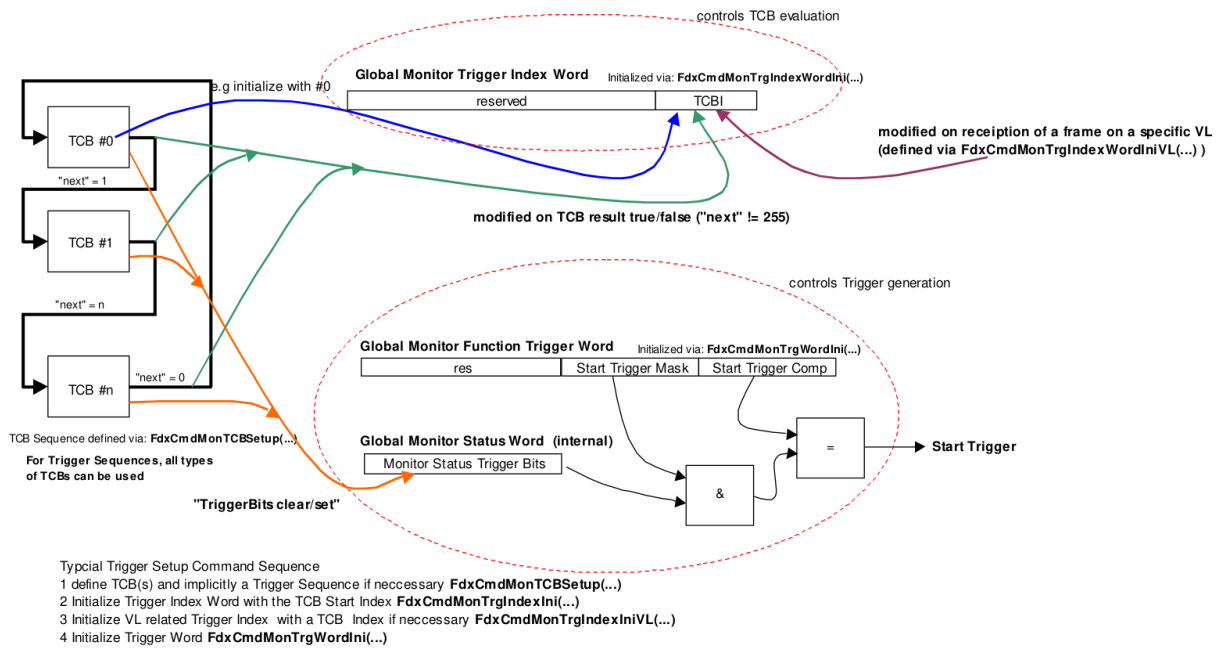 controls TCB evaluation
Global Monitor Trigger Index Word
Initialized via: FdxCmdMonTrgIndexWordIni(...)
e.g initialize with #0
reserved
TCBI
TCB #0
modified on receiption of a frame on a specific VL
(defined via FdxCmdMonTrgIndexWordIniVL(...) )
"next" = 1
modified on TCB result true/false ("next" != 255)
TCB #1
controls Trigger generation
"next" = n
Global Monitor Function Trigger Word
Initialized via: FdxCmdMonTrgWordIni(...)
res
Start Trigger Mask
Start Trigger Comp
"next" = 0
TCB #n
TCB Sequence defined via: FdxCmdMonTCBSetup(...)
Global Monitor Status Word (internal)
=
Start Trigger
For Trigger Sequences, all types
of TCBs can be used
Monitor Status Trigger Bits
&
"TriggerBits clear/set"
Typcial Trigger Setup Command Sequence
1 define TCB(s) and implicitly a Trigger Sequence if neccessary FdxCmdMonTCBSetup(...)
2 Initialize Trigger Index Word with the TCB Start Index FdxCmdMonTrgIndexIni(...)
3 Initialize VL related Trigger Index with a TCB Index if neccessary FdxCmdMonTrgIndexIniVL(...)
4 Initialize Trigger Word FdxCmdMonTrgWordIni(...)